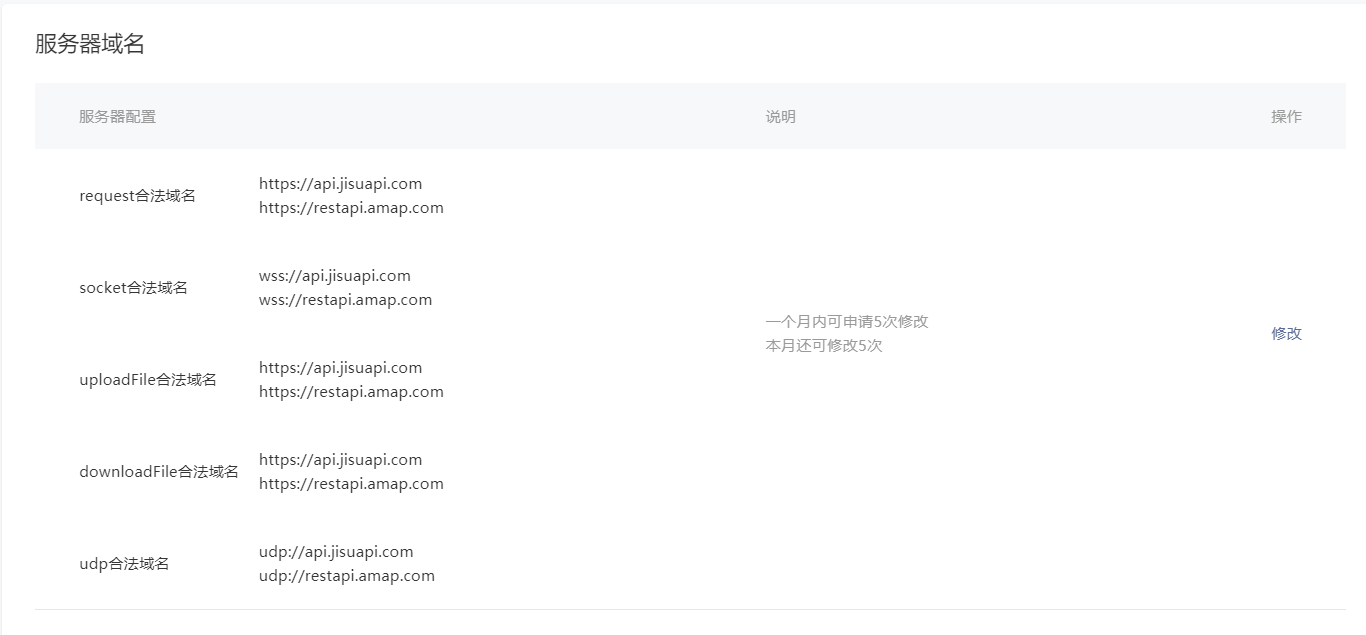 服务器域名
服务器配置 说明 操作
request合法域名 https://api.jisuapi.com
https://restapi.amap.com
socket合法域名 wss://api.jisuapi.com
wss://restapi.amap.com
一个月内可申请5次修改
本月还可修改5次
修改
uploadFile合法域名 https://api.jisuapi.com
https://restapi.amap.com
downloadFile合法域名 https://api.jisuapi.com
https://restapi.amap.com
udp合法域名 udp://api.jisuapi.com
udp://restapi.amap.com